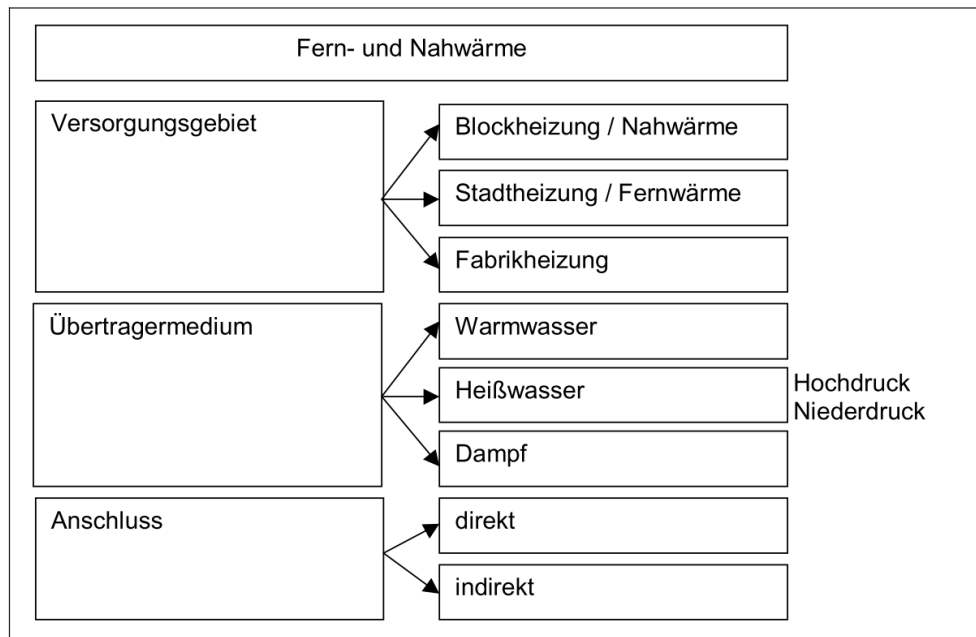 Fern- und Nahwärme
Versorgungsgebiet
Blockheizung / Nahwärme
Stadtheizung / Fernwärme
Fabrikheizung
Übertragermedium
Warmwasser
Heißwasser
Hochdruck
Niederdruck
Dampf
Anschluss
direkt
indirekt